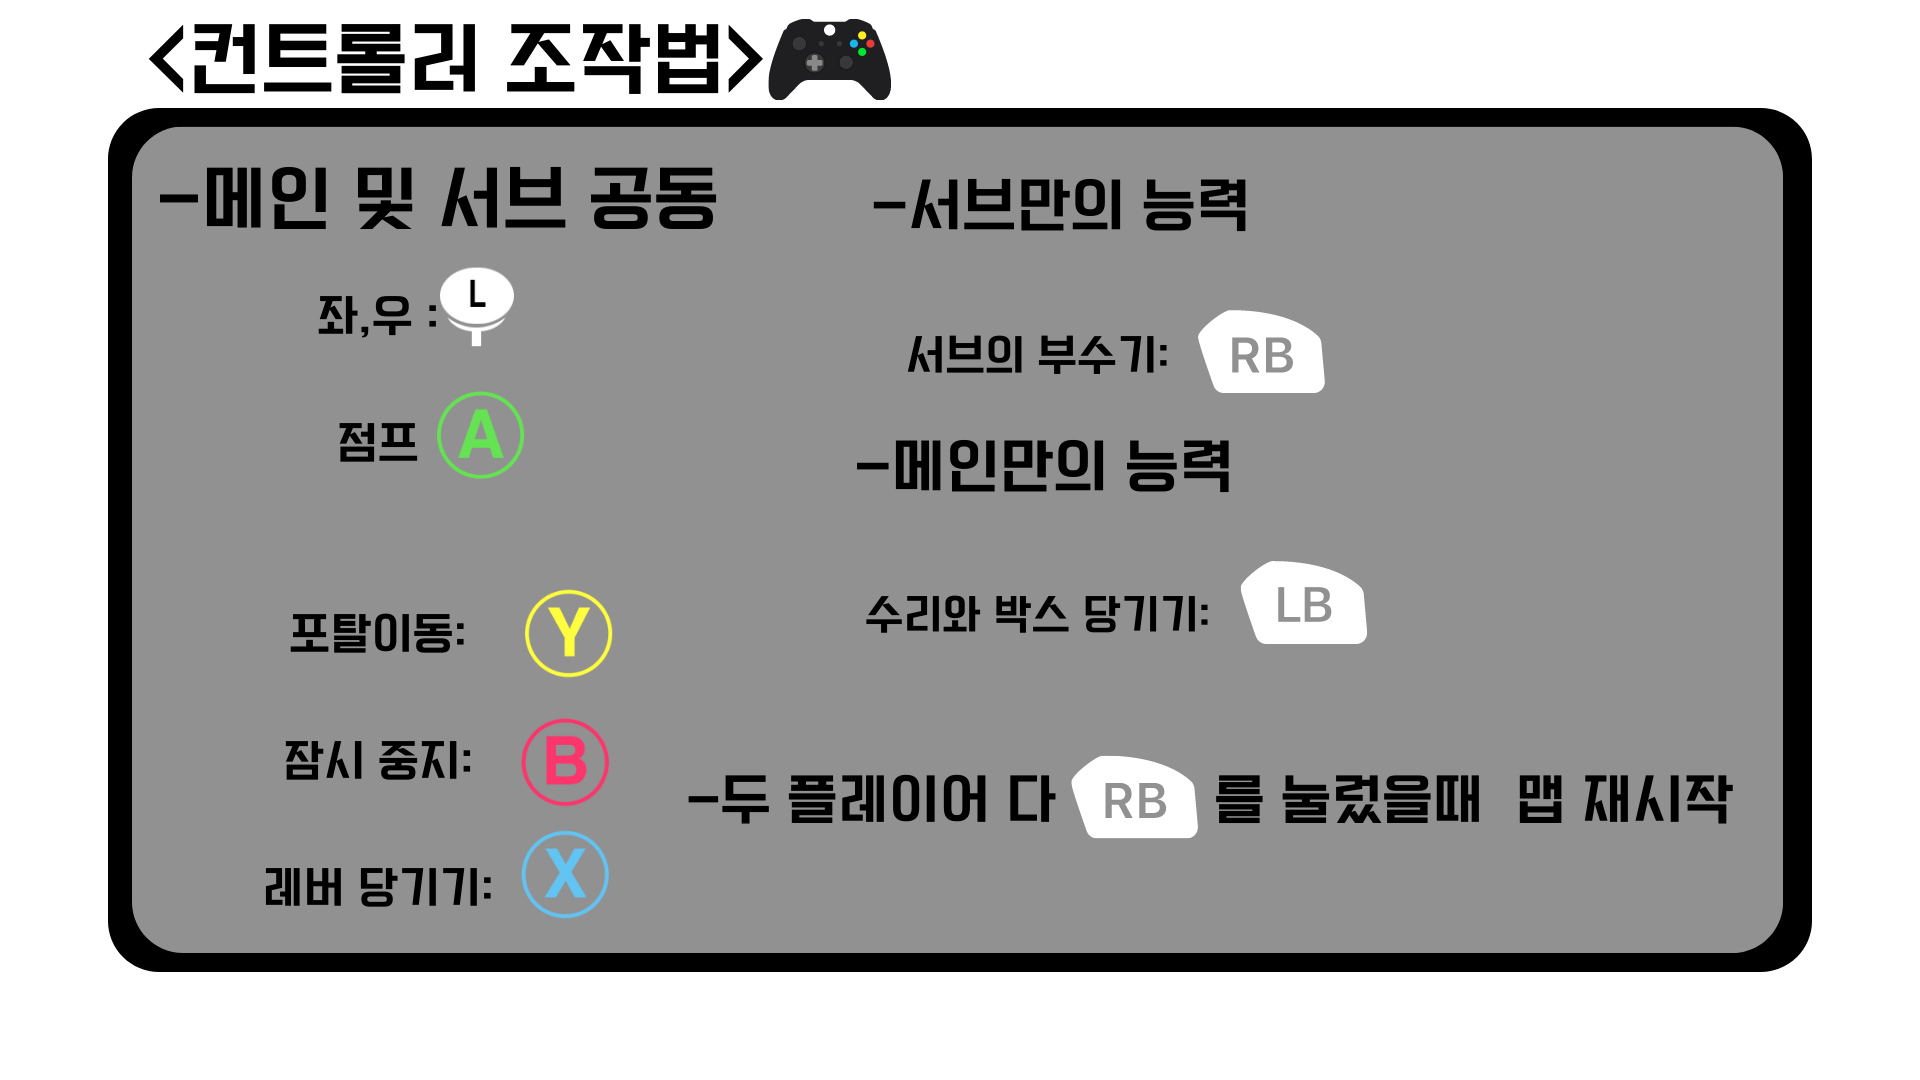 <컨트롤러 조작법>
-메인 및 서브 공동
좌,우 : L
점프 A
포탈이동: Y
잠시 중지: B
레버 당기기: X
-서브만의 능력
서브의 부수기: RB
-메인만의 능력
수리와 박스 당기기: LB
-두 플레이어 다 RB 를 눌렀을때 맵 재시작